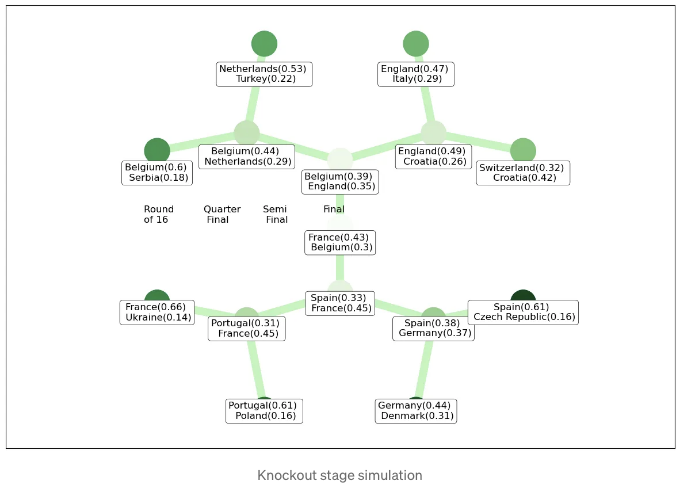 Netherlands(0.53)
Turkey(0.22)
England(0.47)
Italy(0.29)
Belgium(0.6)
Serbia(0.18)
Belgium(0.44)
Netherlands(0.29)
Belgium(0.39)
England(0.35)
England(0.49)
Croatia(0.26)
Switzerland(0.32)
Croatia(0.42)
Round
of 16
Quarter
Final
Semi
Final
Final
France(0.43)
Belgium(0.3)
France(0.66)
Ukraine(0.14)
Portugal(0.31)
France(0.45)
Spain(0.33)
France(0.45)
Spain(0.38)
Germany(0.37)
Spain(0.61)
Czech Republic(0.16)
Portugal(0.61)
Poland(0.16)
Germany(0.44)
Denmark(0.31)
Knockout stage simulation